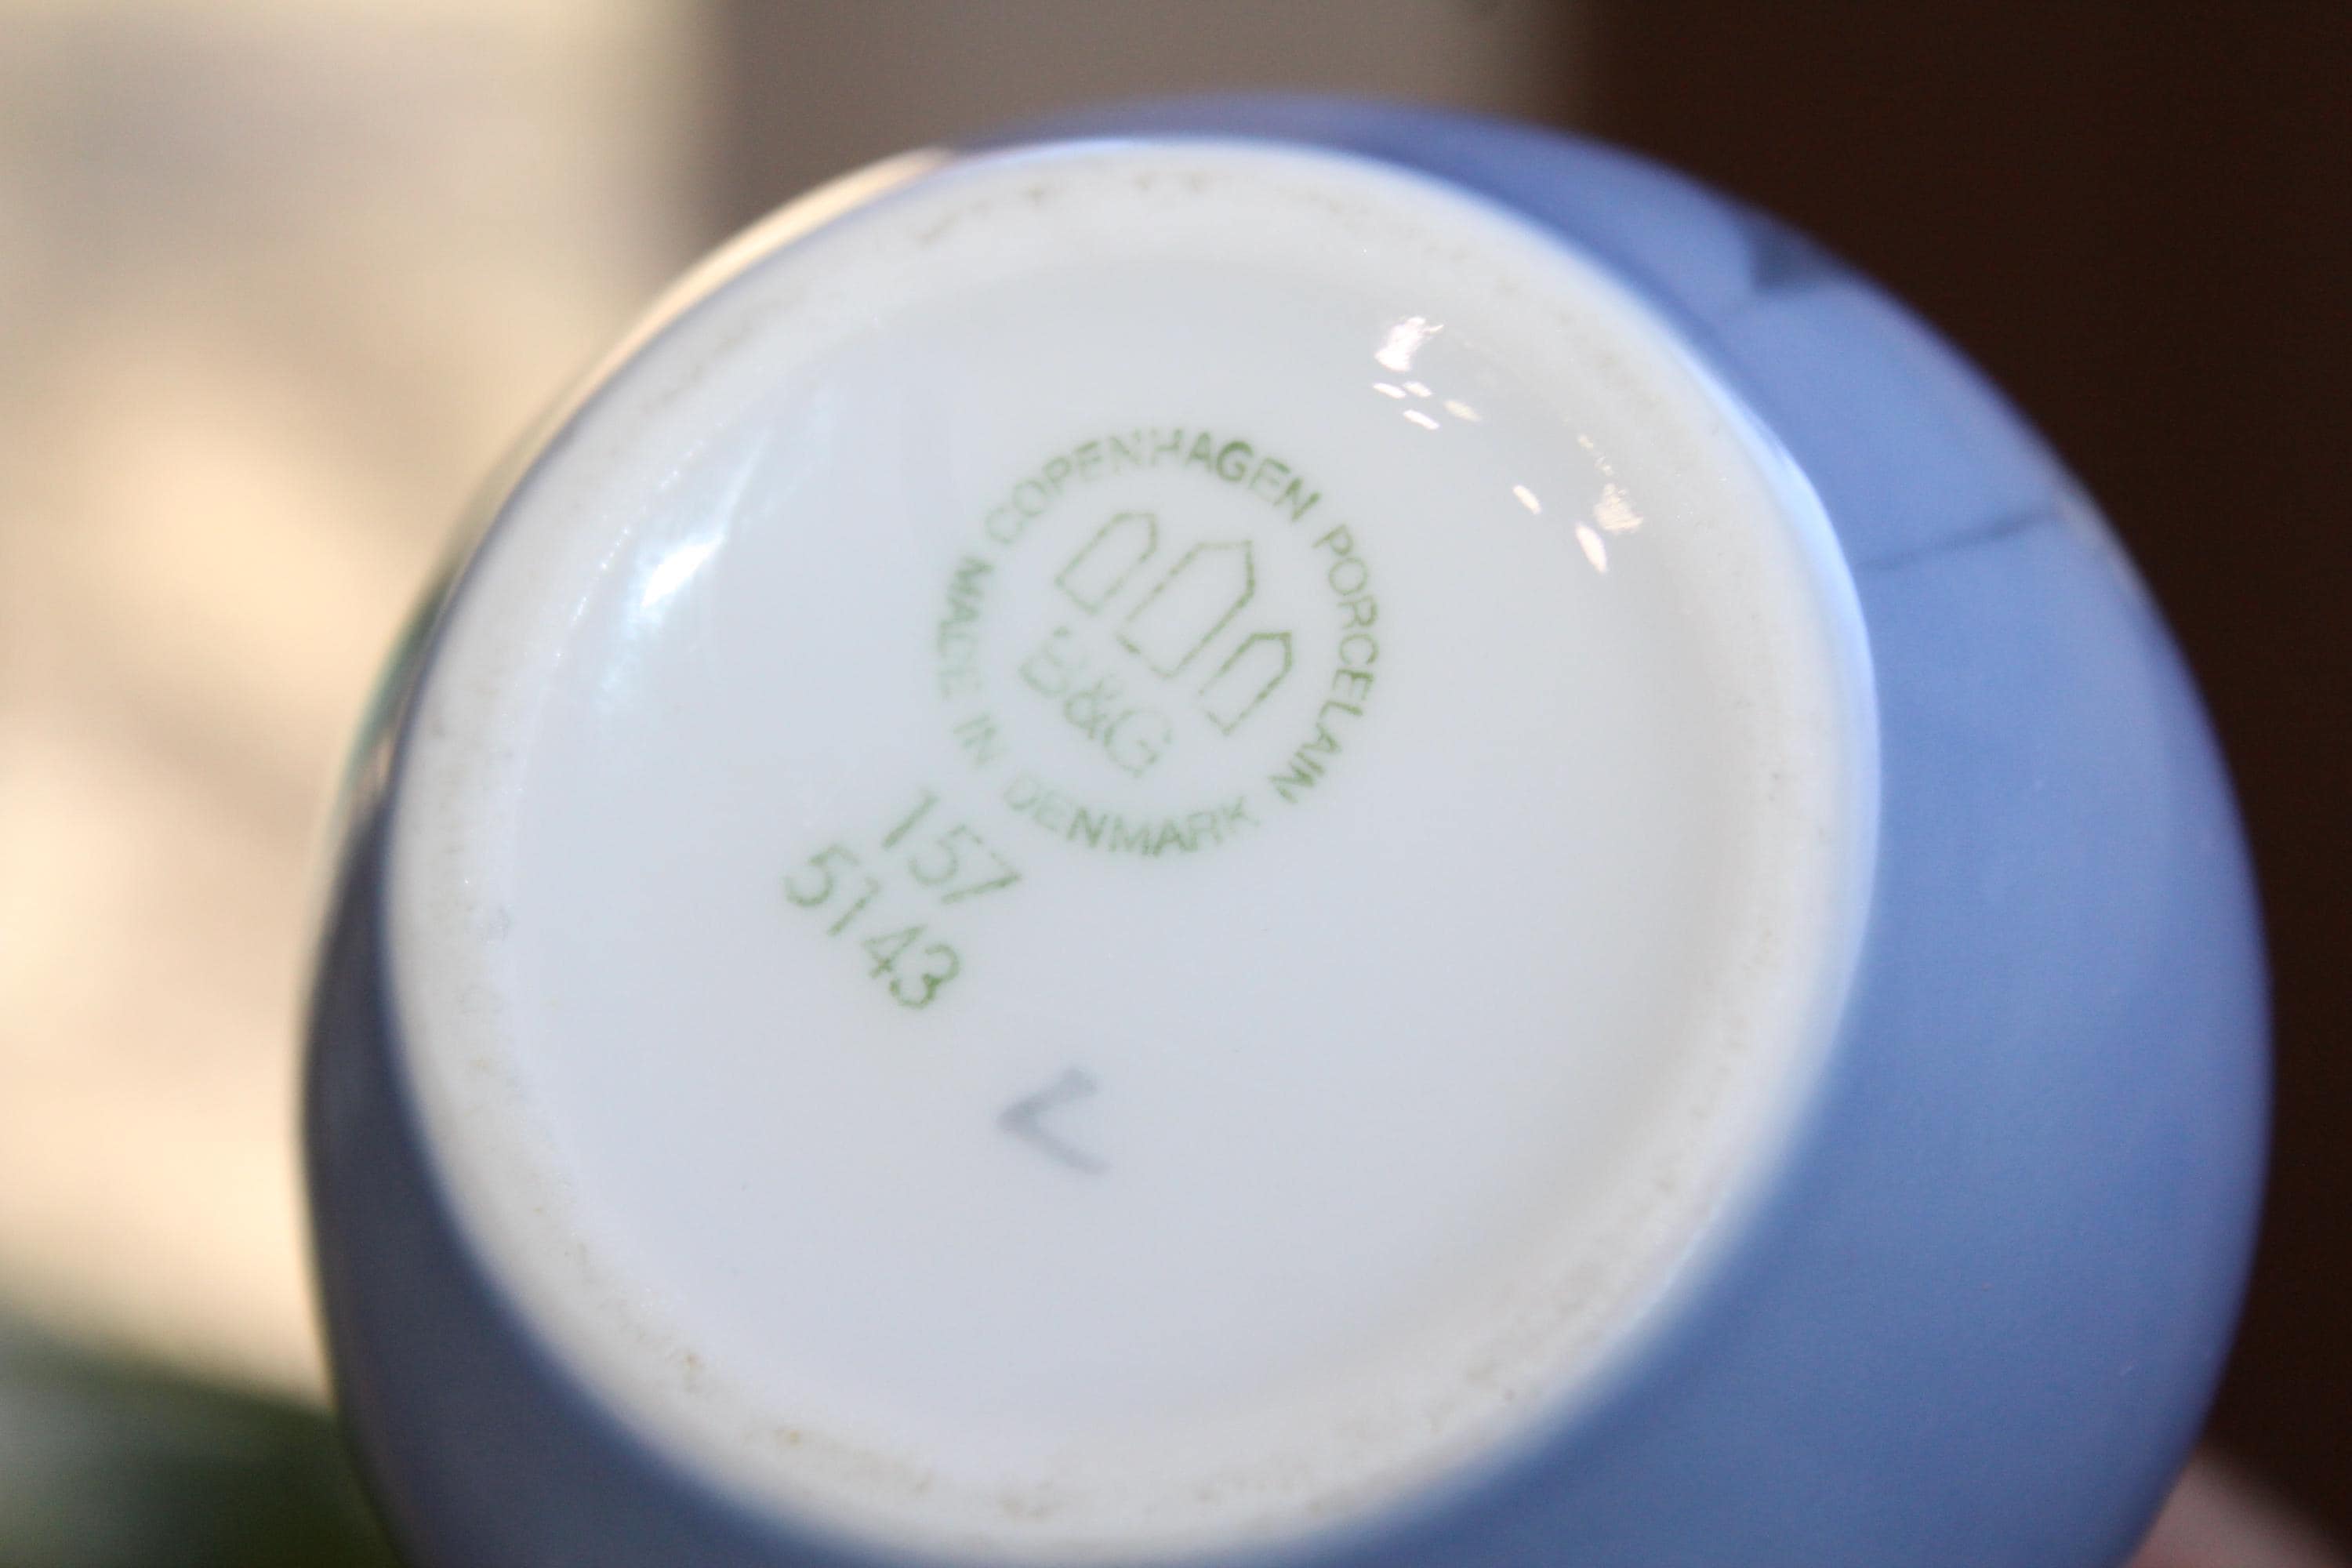 COPENHAGEN PORCELAIN
B&G
MADE IN DENMARK
157
5143